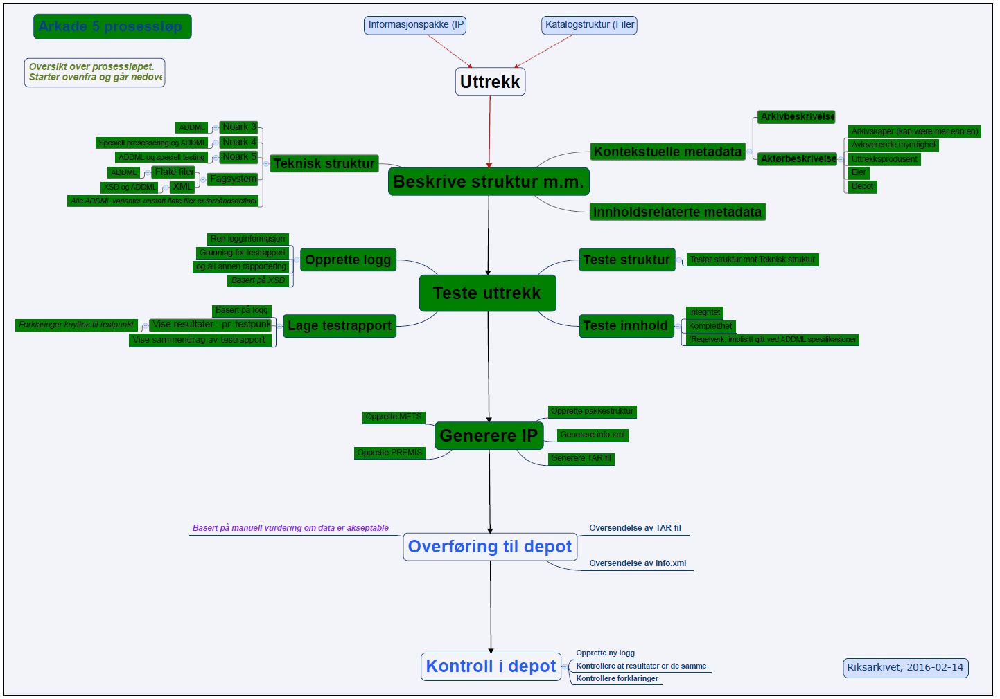 Arkade 5 prosessløp
Informasjonspakke (IP
Katalogstruktur (Filer
Oversikt over prosessløpet.
Starter ovenfra og går nedove
Uttrekk
ADDML
Noark 3
Spesiell prosessering og ADDML
Noark 4
ADDML og spesiell testing
Noark 5
ADDML
Flate filer
XSD og ADDML
XML
Fagsystem
Alle ADDML varianter unntatt flate filer er forhåndsdefiner
Teknisk struktur
Beskrive struktur m.m.
Kontekstuelle metadata
Arkivbeskrivelse
Aktørbeskrivelse
Arkivskaper (kan være mer enn en)
Avleverende myndighet
Uttrekksprodusent
Eier
Depot
Innholdsrelaterte metadata
Ren logginformasjon
Grunnlag for testrapport
og all annen rapportering
Basert på XSD
Opprette logg
Teste struktur
Tester struktur mot Teknisk struktur
Teste uttrekk
Basert på logg
Forklaringer knyttes til testpunkt
Vise resultater - pr. testpunk
Vise sammendrag av testrapport
Lage testrapport
Teste innhold
Integritet
Kompletthet
(Regelverk, implisitt gitt ved ADDML spesifikasjoner
Opprette METS
Opprette PREMIS
Generere IP
Opprette pakkestruktur
Generere info.xml
Generere TAR fil
Basert på manuell vurdering om data er akseptable
Overføring til depot
Oversendelse av TAR-fil
Oversendelse av info.xml
Kontroll i depot
Opprette ny logg
Kontrollere at resultater er de samme
Kontrollere forklaringer
Riksarkivet, 2016-02-14